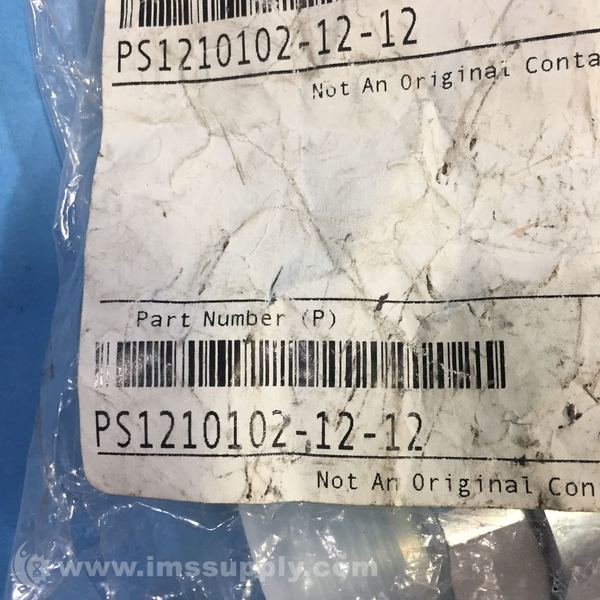 PS1210102-12-12
Not An Original Conta
Part Number (P)
PS1210102-12-12
Not An Original Con
www.imssupply.com